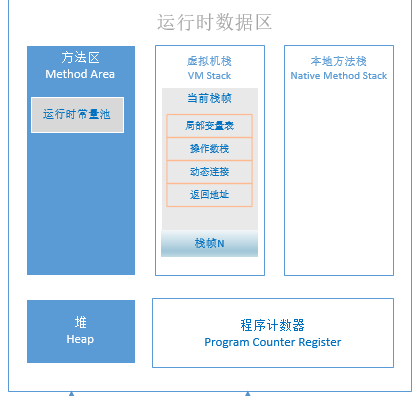 运行时数据区
方法区
Method Area
运行时常量池
虚拟机栈
VM Stack
当前栈帧
局部变量表
操作数栈
动态连接
返回地址
栈帧N
本地方法栈
Native Method Stack
堆
Heap
程序计数器
Program Counter Register